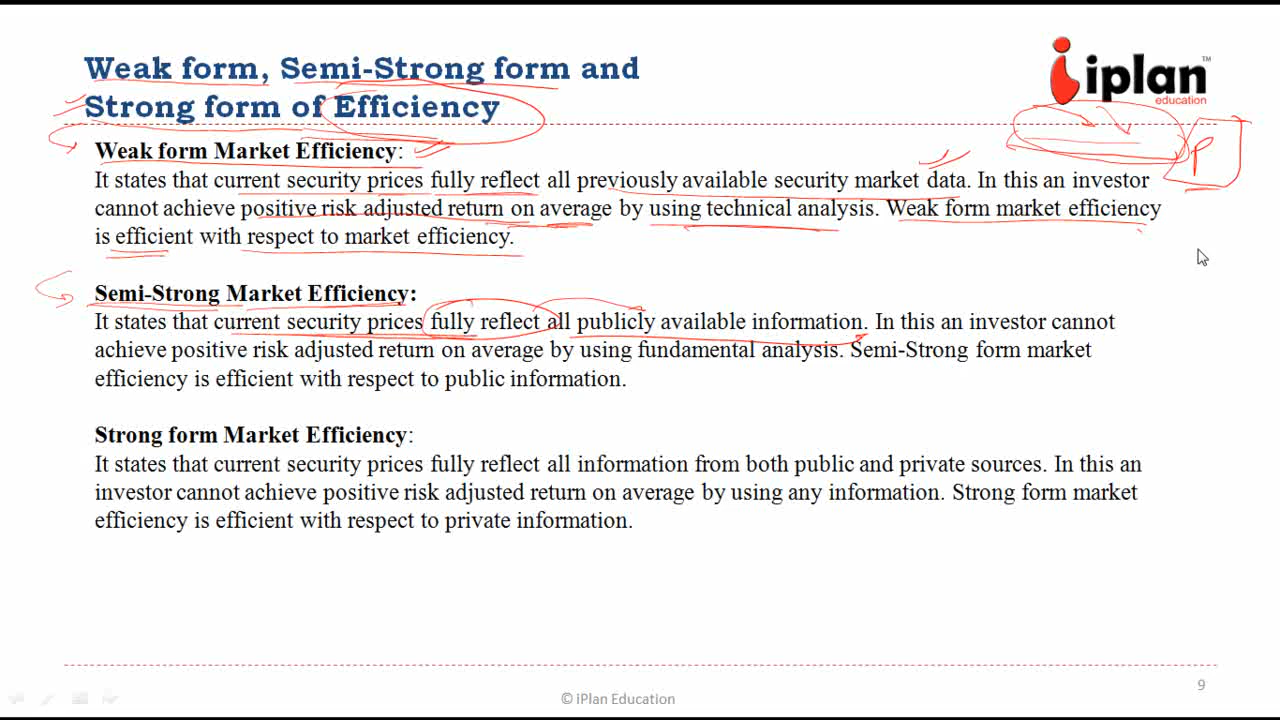 Weak form, Semi-Strong form and
Strong form of Efficiency
iplan™
education
P
Weak form Market Efficiency:
It states that current security prices fully reflect all previously available security market data. In this an investor
cannot achieve positive risk adjusted return on average by using technical analysis. Weak form market efficiency
is efficient with respect to market efficiency.
Semi-Strong Market Efficiency:
It states that current security prices fully reflect all publicly available information. In this an investor cannot
achieve positive risk adjusted return on average by using fundamental analysis. Semi-Strong form market
efficiency is efficient with respect to public information.
Strong form Market Efficiency:
It states that current security prices fully reflect all information from both public and private sources. In this an
investor cannot achieve positive risk adjusted return on average by using any information. Strong form market
efficiency is efficient with respect to private information.
© iPlan Education
9